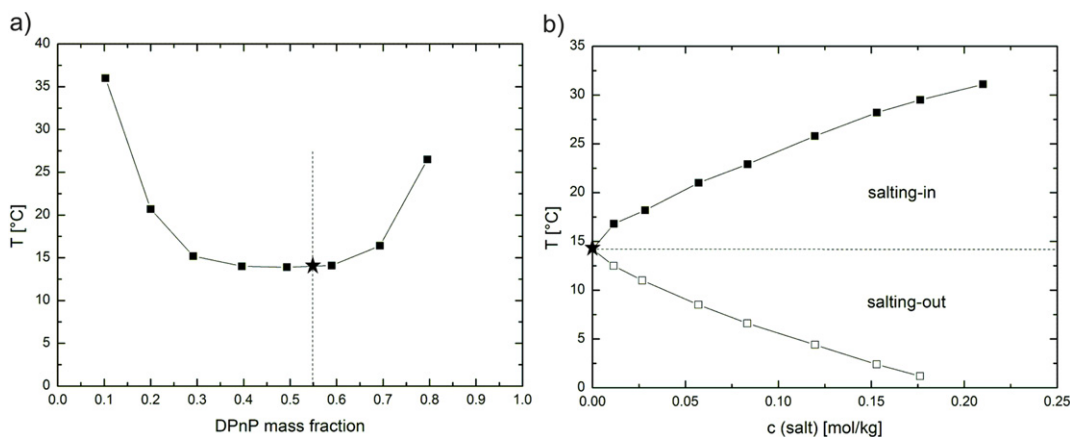 a)
40
35
30
25
20
15
10
5
0
T [°C]
0.0 0.1 0.2 0.3 0.4 0.5 0.6 0.7 0.8 0.9 1.0
DPnP mass fraction
b)
35
30
25
20
15
10
5
0
T [°C]
salting-in
salting-out
0.00 0.05 0.10 0.15 0.20 0.25
c (salt) [mol/kg]